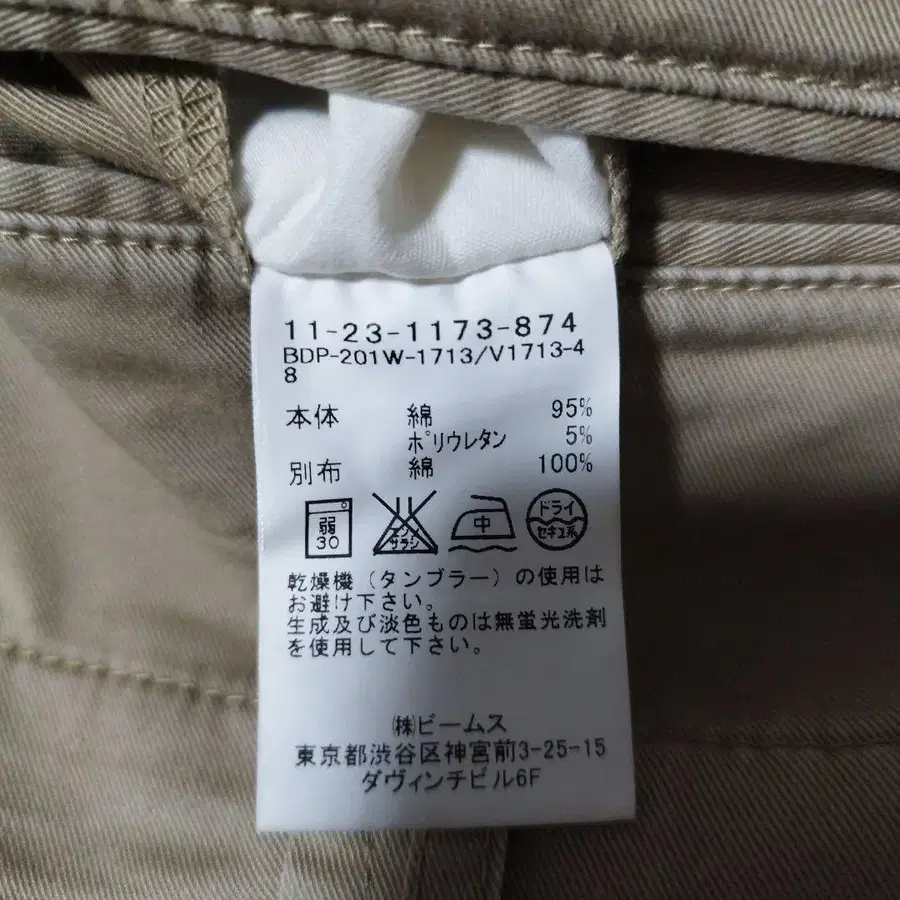 11-23-1173-874
BDP-201W-1713/V1713-4
8
本体 綿 95%
ポリウレタン 5%
別布 綿 100%
弱
30
エンソ
サラシ
中
ドライ
セキユ系
乾燥機(タンブラー)の使用は
お避け下さい。
生成及び淡色ものは無蛍光洗剤
を使用して下さい。
㈱ビームス
東京都渋谷区神宮前3-25-15
ダヴィンチビル6F